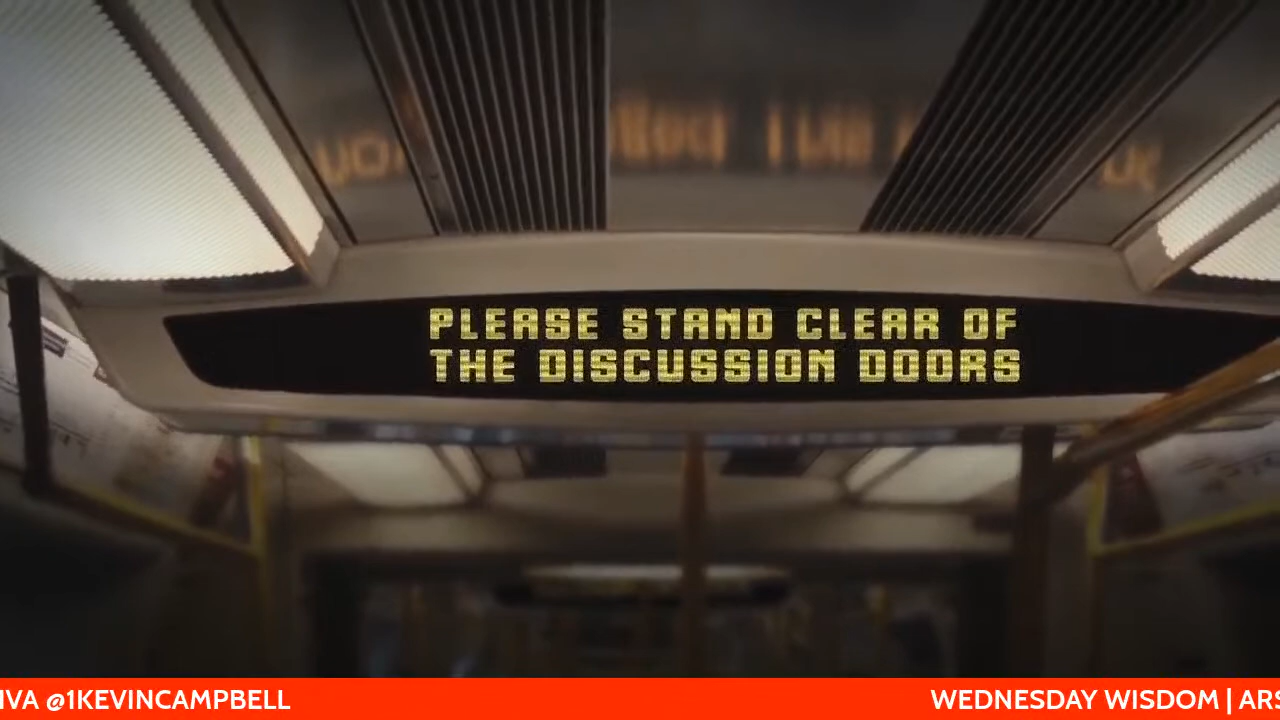 PLEASE STAND CLEAR OF
THE DISCUSSION DOORS
IVA @1KEVINCAMPBELL
WEDNESDAY WISDOM | ARS